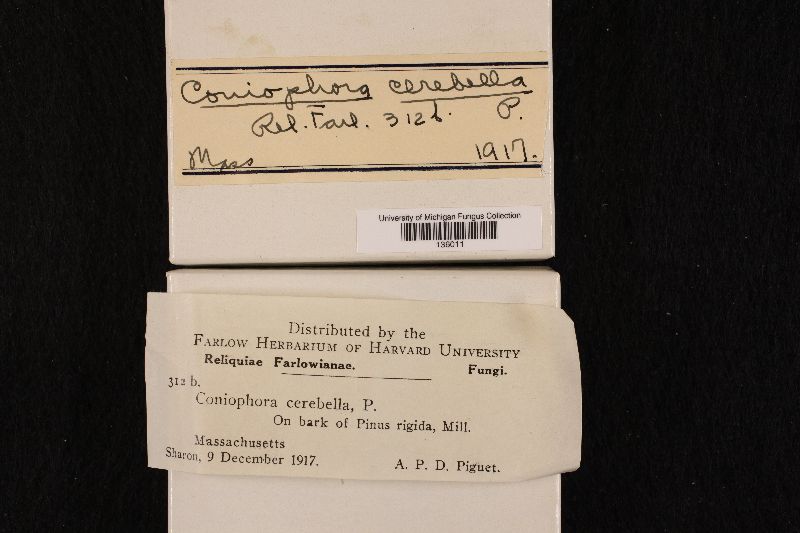 Coniophora cerebella
Rel. Farl. 312b. P.
Mass 1917.
University of Michigan Fungus Collection
136011
Distributed by the
FARLOW HERBARIUM OF HARVARD UNIVERSITY
Reliquiae Farlowianae. Fungi.
312 b.
Coniophora cerebella, P.
On bark of Pinus rigida, Mill.
Massachusetts
Sharon, 9 December 1917. A. P. D. Piguet.